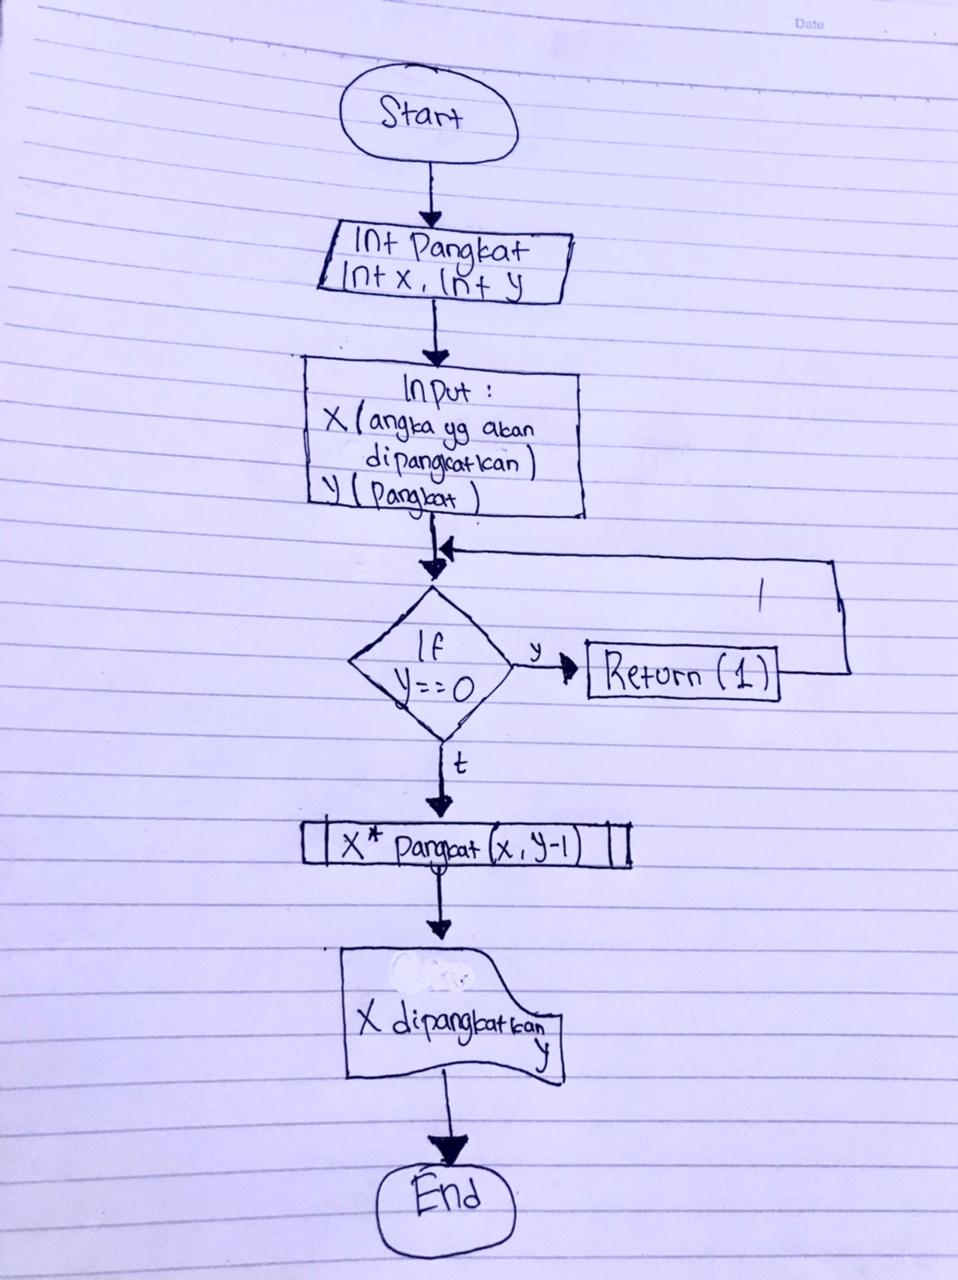 Date
Start
Int Pangkat
Int x, Int y
Input :
X (angka yg akan
dipangkatkan)
y (Pangkat)
If
y==0
y
Return (1)
t
X* Pangkat (x, y-1)
X dipangkatkan
y
End